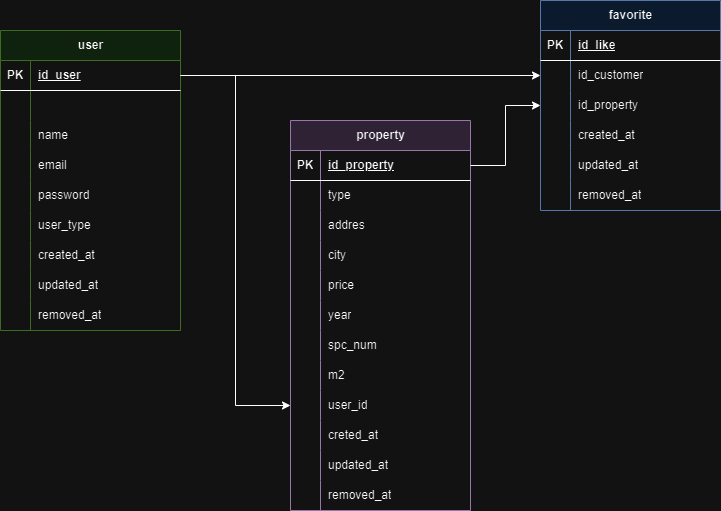 user
PK id_user
name
email
password
user_type
created_at
updated_at
removed_at
property
PK id_property
type
addres
city
price
year
spc_num
m2
user_id
creted_at
updated_at
removed_at
favorite
PK id_like
id_customer
id_property
created_at
updated_at
removed_at